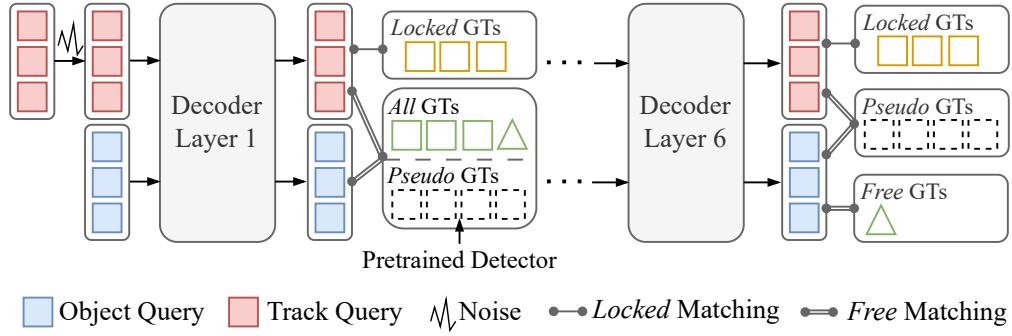 Locked GTs
Decoder
Layer 1
All GTs
Pseudo GTs
Pretrained Detector
Decoder
Layer 6
Locked GTs
Pseudo GTs
Free GTs
Object Query
Track Query
Noise
Locked Matching
Free Matching